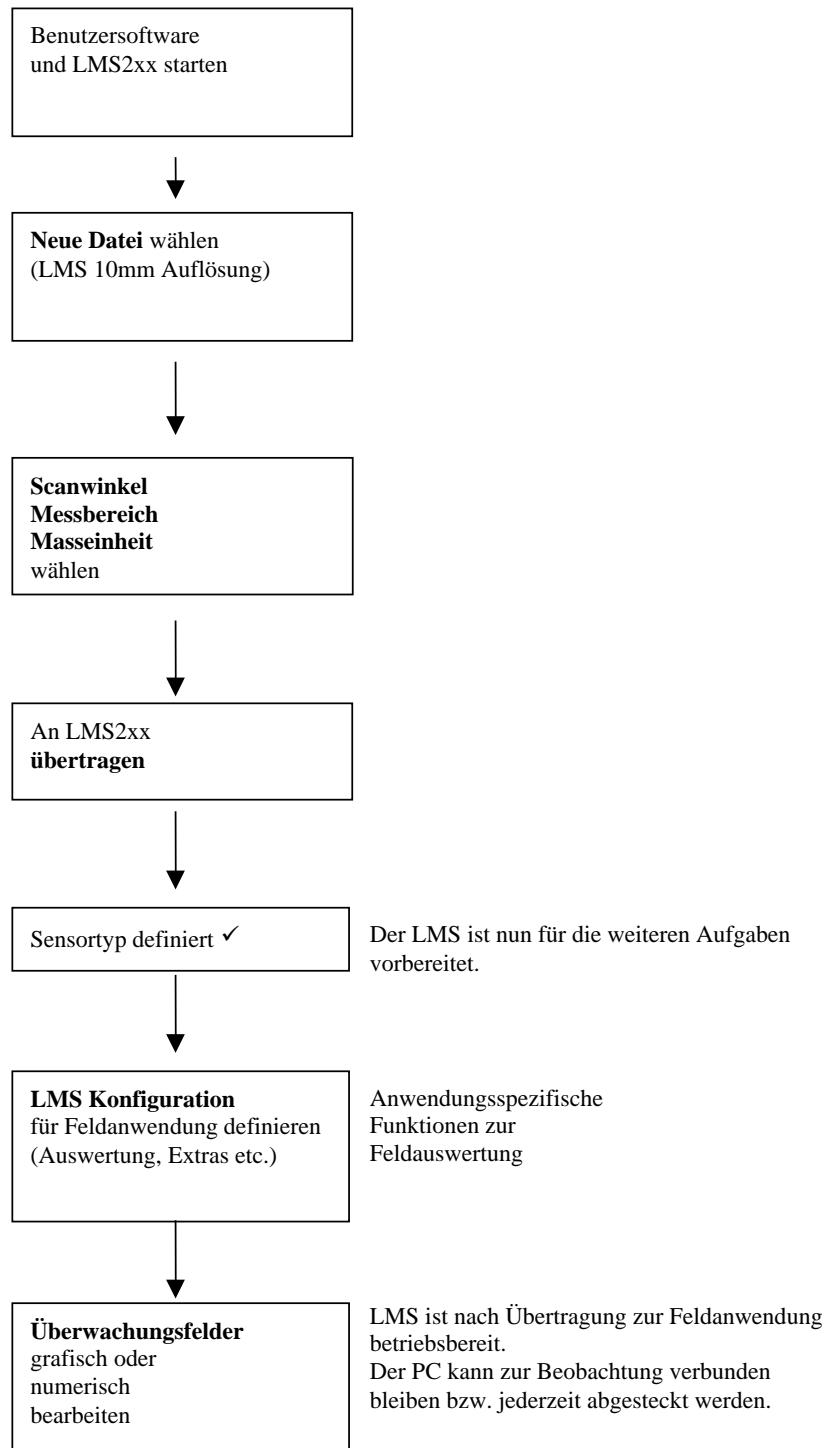 Benutzersoftware
und LMS2xx starten
Neue Datei wählen
(LMS 10mm Auflösung)
Scanwinkel
Messbereich
Masseinheit
wählen
An LMS2xx
übertragen
Sensortyp definiert ✓
Der LMS ist nun für die weiteren Aufgaben
vorbereitet.
LMS Konfiguration
für Feldanwendung definieren
(Auswertung, Extras etc.)
Anwendungsspezifische
Funktionen zur
Feldauswertung
Überwachungsfelder
grafisch oder
numerisch
bearbeiten
LMS ist nach Übertragung zur Feldanwendung
betriebsbereit.
Der PC kann zur Beobachtung verbunden
bleiben bzw. jederzeit abgesteckt werden.